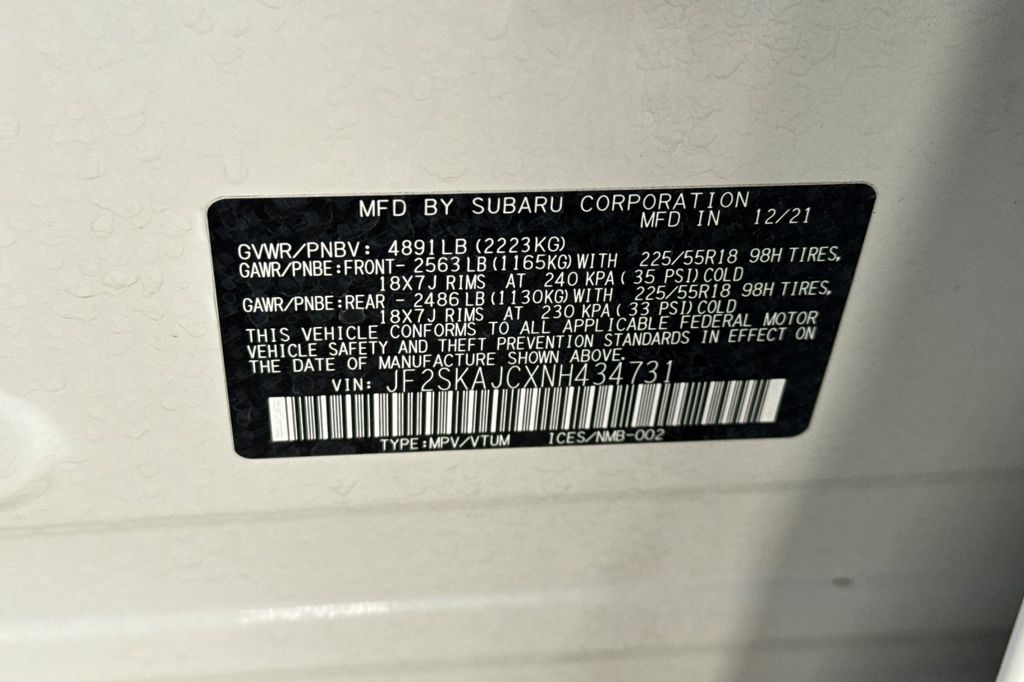 MFD BY SUBARU CORPORATION
MFD IN 12/21
GVWR/PNBV: 4891LB(2223KG)
GAWR/PNBE:FRONT- 2563LB(1165KG)WITH 225/55R18 98H TIRES,
18X7J RIMS AT 240 KPA( 35 PSI)COLD
GAWR/PNBE:REAR - 2486LB(1130KG)WITH 225/55R18 98H TIRES,
18X7J RIMS AT 230 KPA( 33 PSI)COLD
THIS VEHICLE CONFORMS TO ALL APPLICABLE FEDERAL MOTOR
VEHICLE SAFETY AND THEFT PREVENTION STANDARDS IN EFFECT ON
THE DATE OF MANUFACTURE SHOWN ABOVE.
VIN: JF2SKAJCXNH434731
TYPE:MPV/VTUM ICES/NMB-002